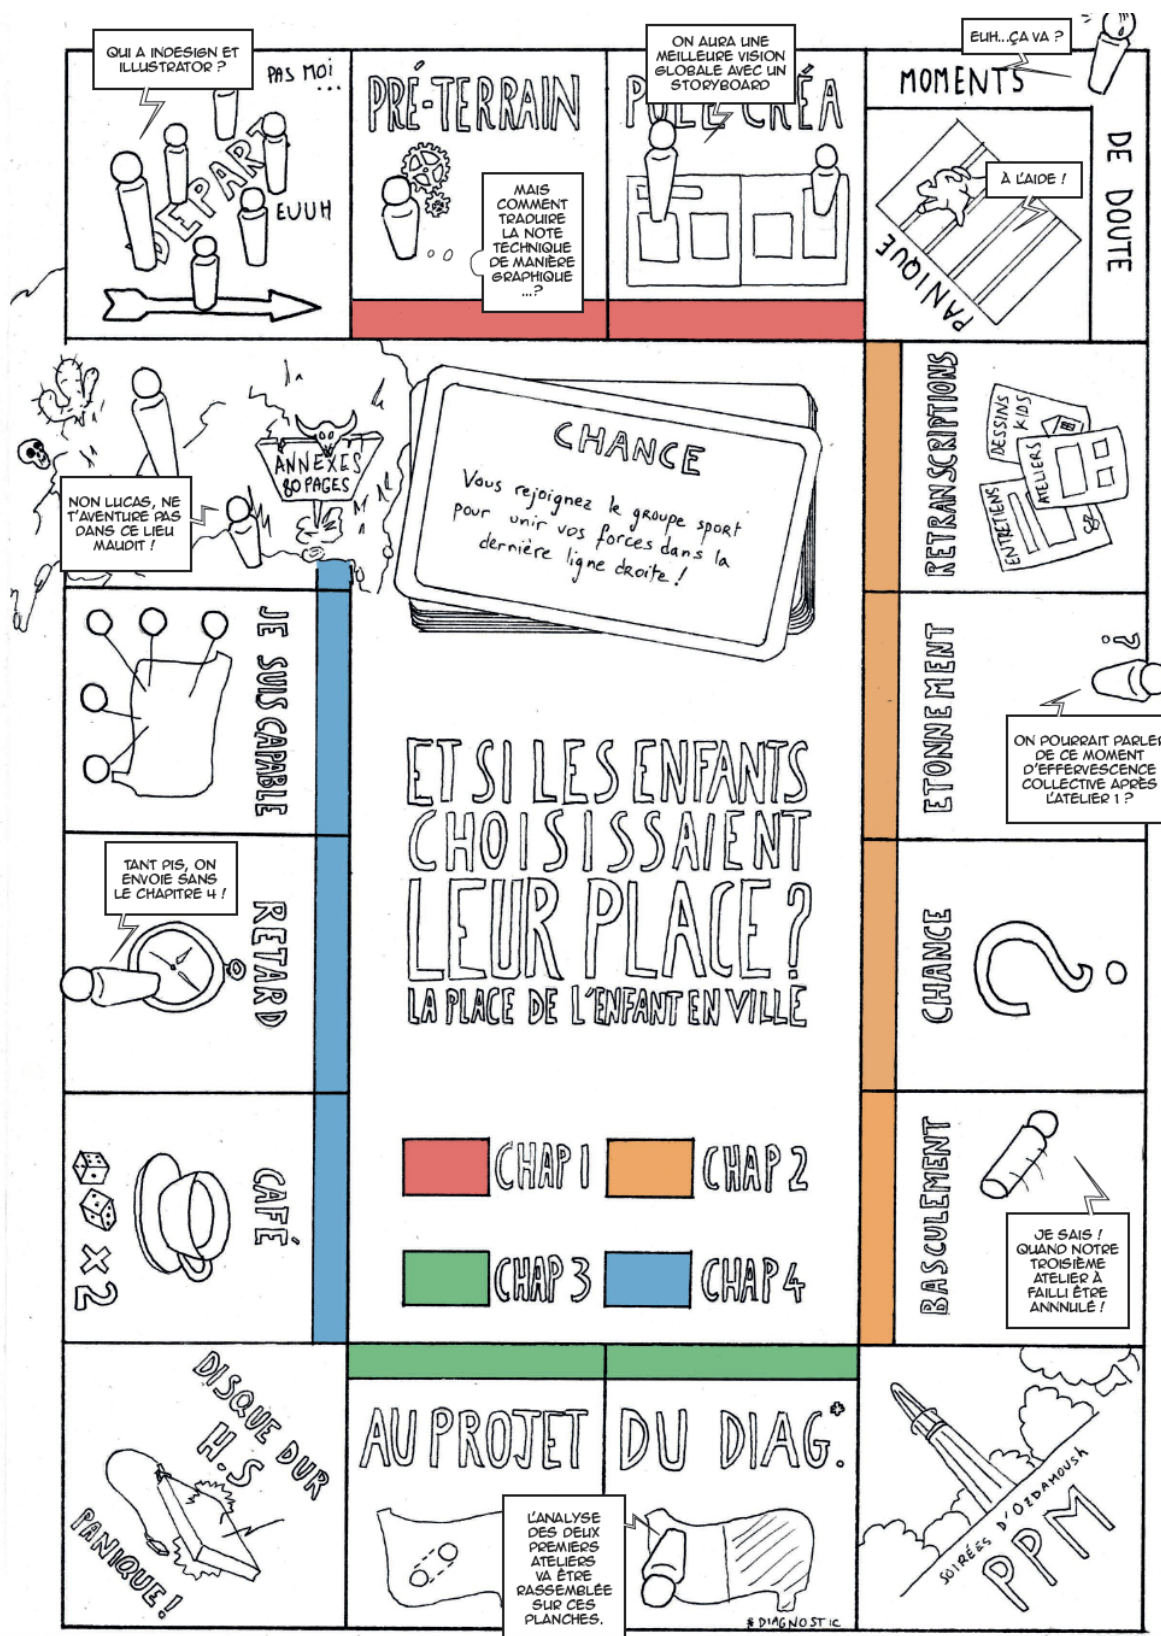 QUI A INDESIGN ET
ILLUSTRATOR ?
PAS MOI
...
DÉPART
EUUH
PRÉ-TERRAIN
MAIS
COMMENT
TRADUIRE
LA NOTE
TECHNIQUE
DE MANIÈRE
GRAPHIQUE
...?
ON AURA UNE
MEILLEURE VISION
GLOBALE AVEC UN
STORYBOARD
CRÉA
EUH...ÇA VA ?
MOMENTS
DE DOUTE
À L'AIDE !
PANIQUE
RETRANSCRIPTIONS
DESSINS
KIDS
ATELIERS
ENTRETIENS
ETONNEMENT
?
ON POURRAIT PARLER
DE CE MOMENT
D'EFFERVESCENCE
COLLECTIVE APRÈS
L'ATELIER 1 ?
CHANCE
?
BASCULEMENT
JE SAIS !
QUAND NOTRE
TROISIÈME
ATELIER À
FAILLI ÊTRE
ANNNULÉ !
SOIRÉES D'OZDAMOUSH
PPM
DU DIAG.*
*DIAGNOSTIC
L'ANALYSE
DES DEUX
PREMIERS
ATELIERS
VA ÊTRE
RASSEMBLÉE
SUR CES
PLANCHES.
AU PROJET
DISQUE DUR
H.S
PANIQUE !
CAFÉ
X2
RETARD
TANT PIS, ON
ENVOIE SANS
LE CHAPITRE 4 !
JE SUIS CAPABLE
NON LUCAS, NE
T'AVENTURE PAS
DANS CE LIEU
MAUDIT !
ANNEXES
80 PAGES
CHANCE
Vous rejoignez le groupe sport
pour unir vos forces dans la
dernière ligne droite !
ET SI LES ENFANTS
CHOISISSAIENT
LEUR PLACE ?
LA PLACE DE L'ENFANT EN VILLE
CHAP 1
CHAP 2
CHAP 3
CHAP 4